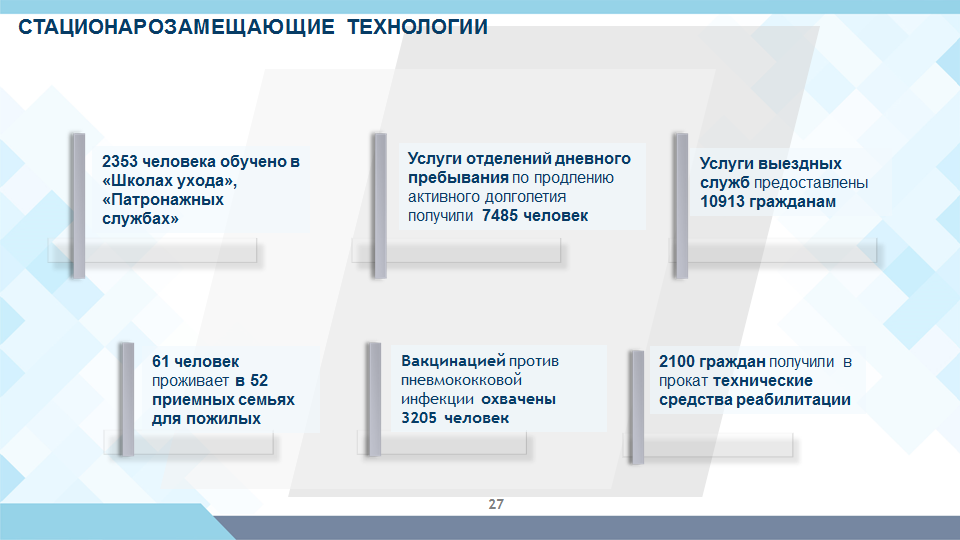 СТАЦИОНАРОЗАМЕЩАЮЩИЕ ТЕХНОЛОГИИ
2353 человека обучено в
«Школах ухода»,
«Патронажных
службах»
Услуги отделений дневного
пребывания по продлению
активного долголетия
получили 7485 человек
Услуги выездных
служб предоставлены
10913 гражданам
61 человек
проживает в 52
приемных семьях
для пожилых
Вакцинацией против
пневмококковой
инфекции охвачены
3205 человек
2100 граждан получили в
прокат технические
средства реабилитации
27